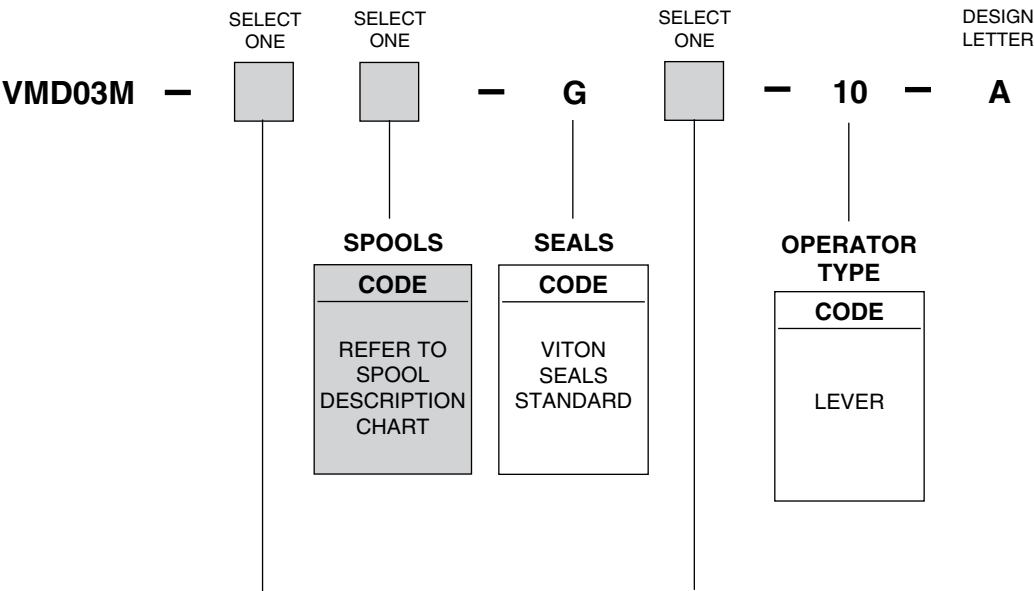 SELECT
ONE
SELECT
ONE
SELECT
ONE
DESIGN
LETTER
VMD03M — — G — 10 — A
SPOOLS
CODE
REFER TO
SPOOL
DESCRIPTION
CHART
SEALS
CODE
VITON
SEALS
STANDARD
OPERATOR
TYPE
CODE
LEVER